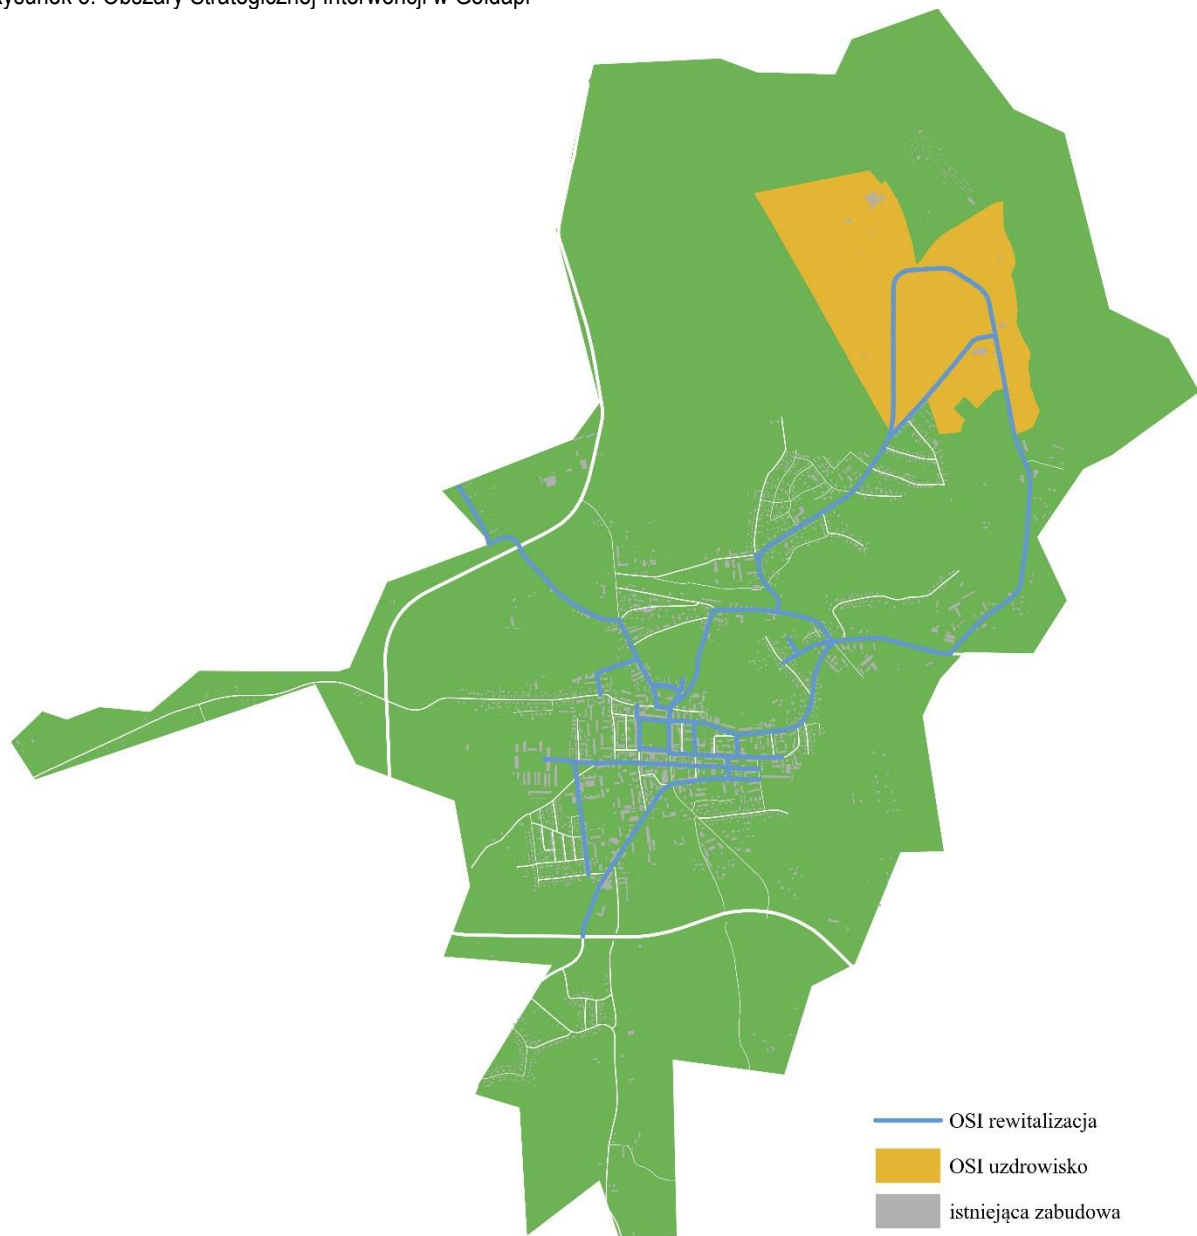 Obszary Strategicznej Interwencji w Gołdapi
OSI rewitalizacja
OSI uzdrowisko
istniejąca zabudowa